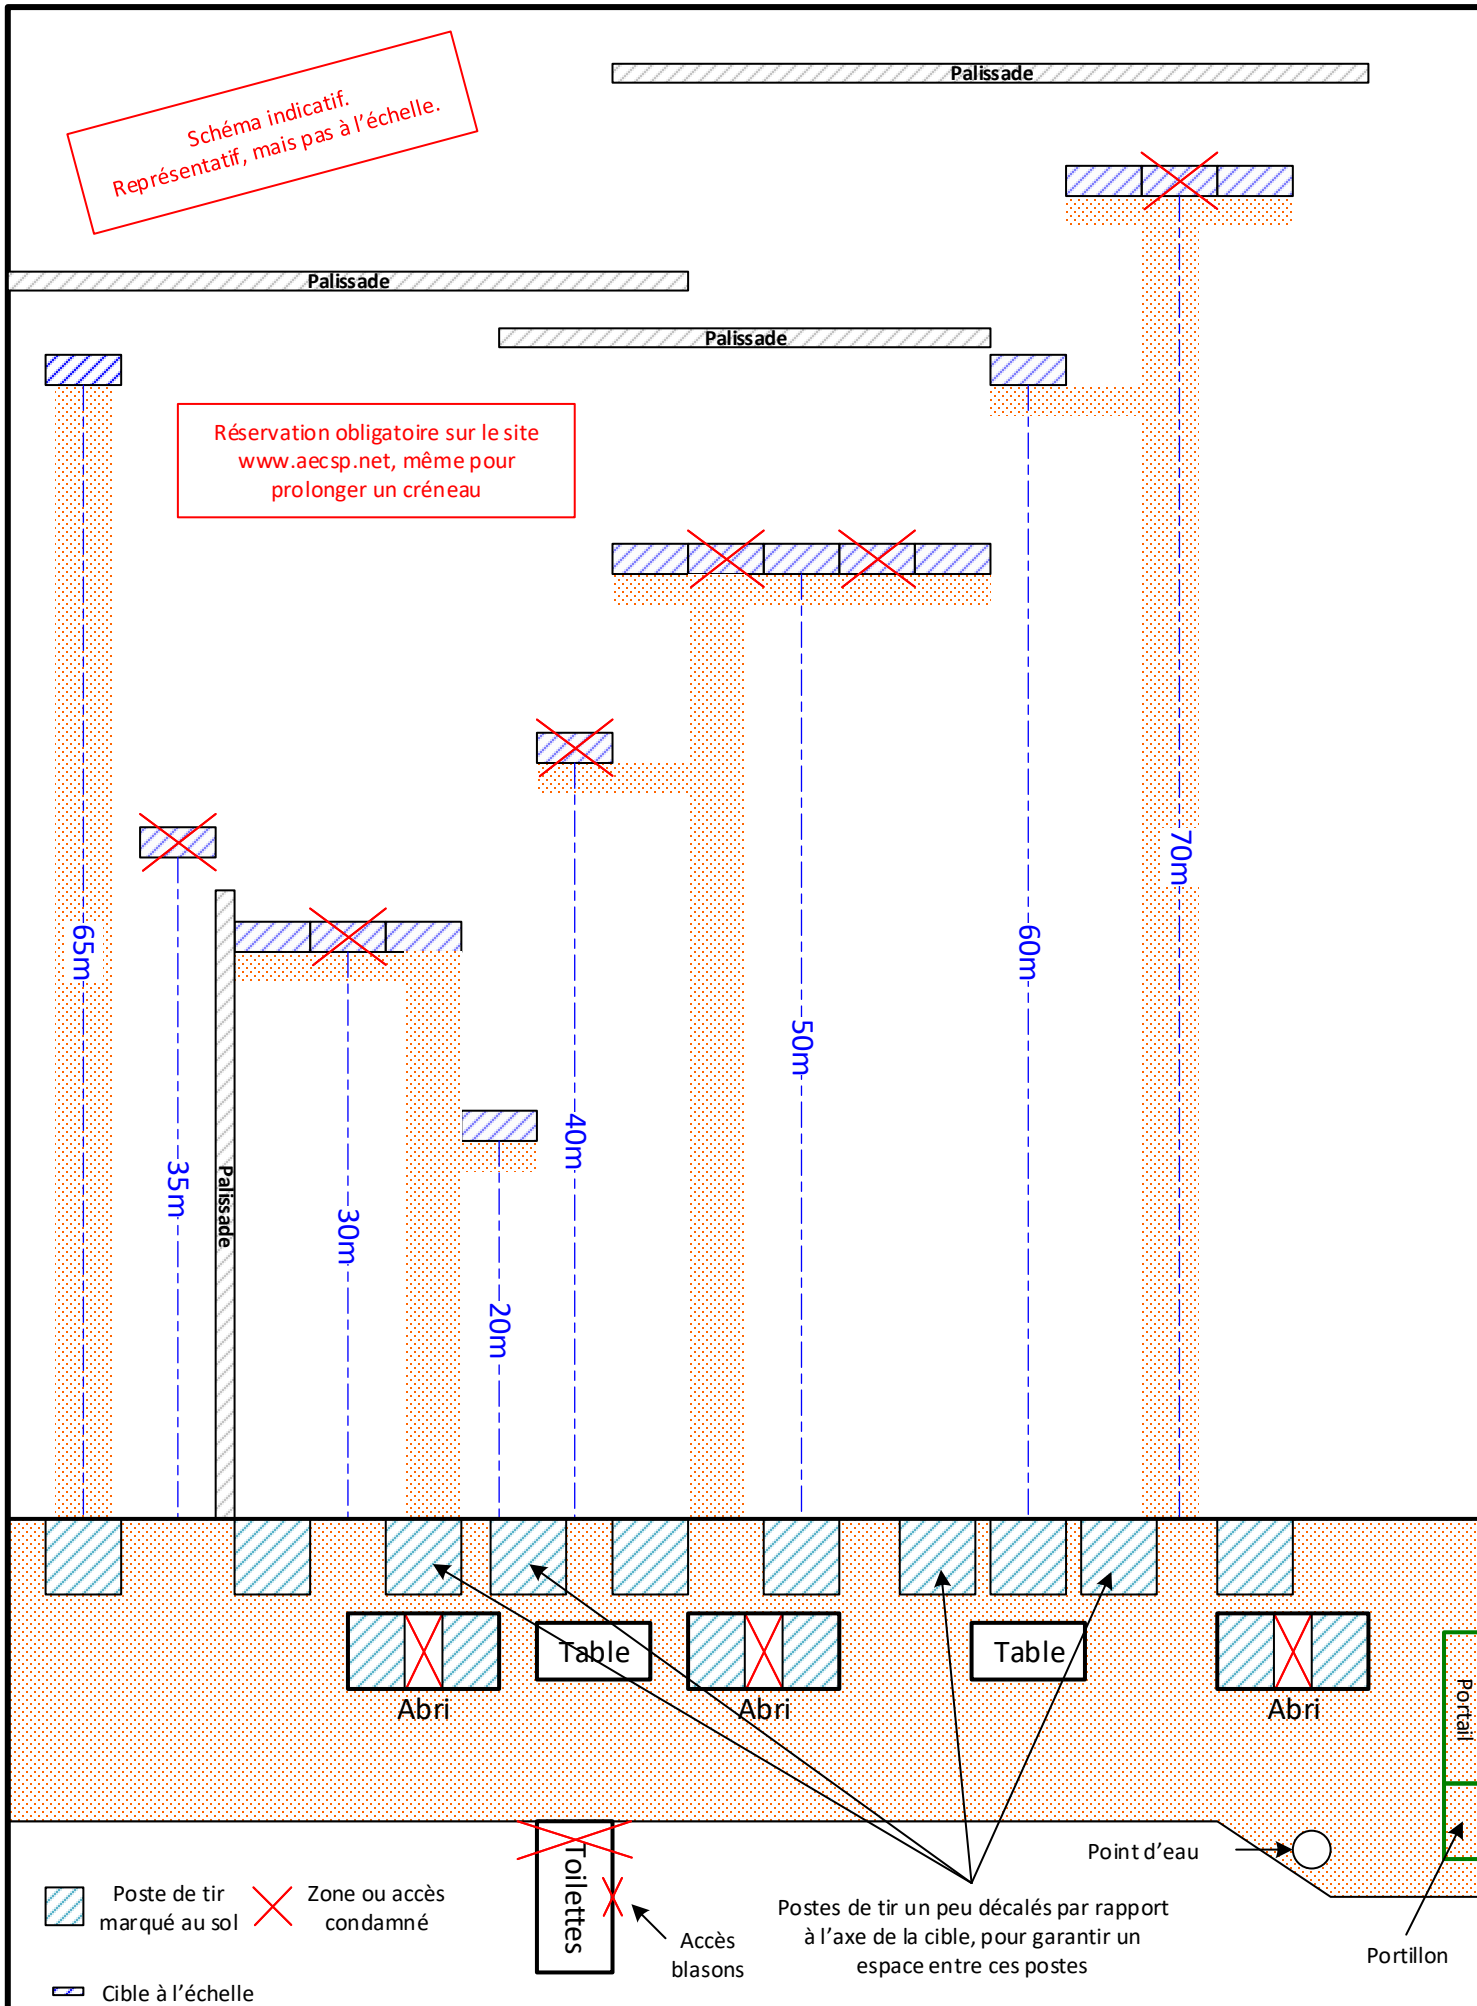 Palissade
Schéma indicatif.
Représentatif, mais pas à l’échelle.
Palissade
Palissade
Réservation obligatoire sur le site
www.aecsp.net, même pour
prolonger un créneau
70m
65m
60m
50m
40m
35m
Palissade
30m
20m
Table
Table
Abri
Abri
Abri
Portail
Toilettes
Point d’eau
Poste de tir
marqué au sol
Zone ou accès
condamné
Accès
blasons
Postes de tir un peu décalés par rapport
à l’axe de la cible, pour garantir un
espace entre ces postes
Portillon
Cible à l’échelle